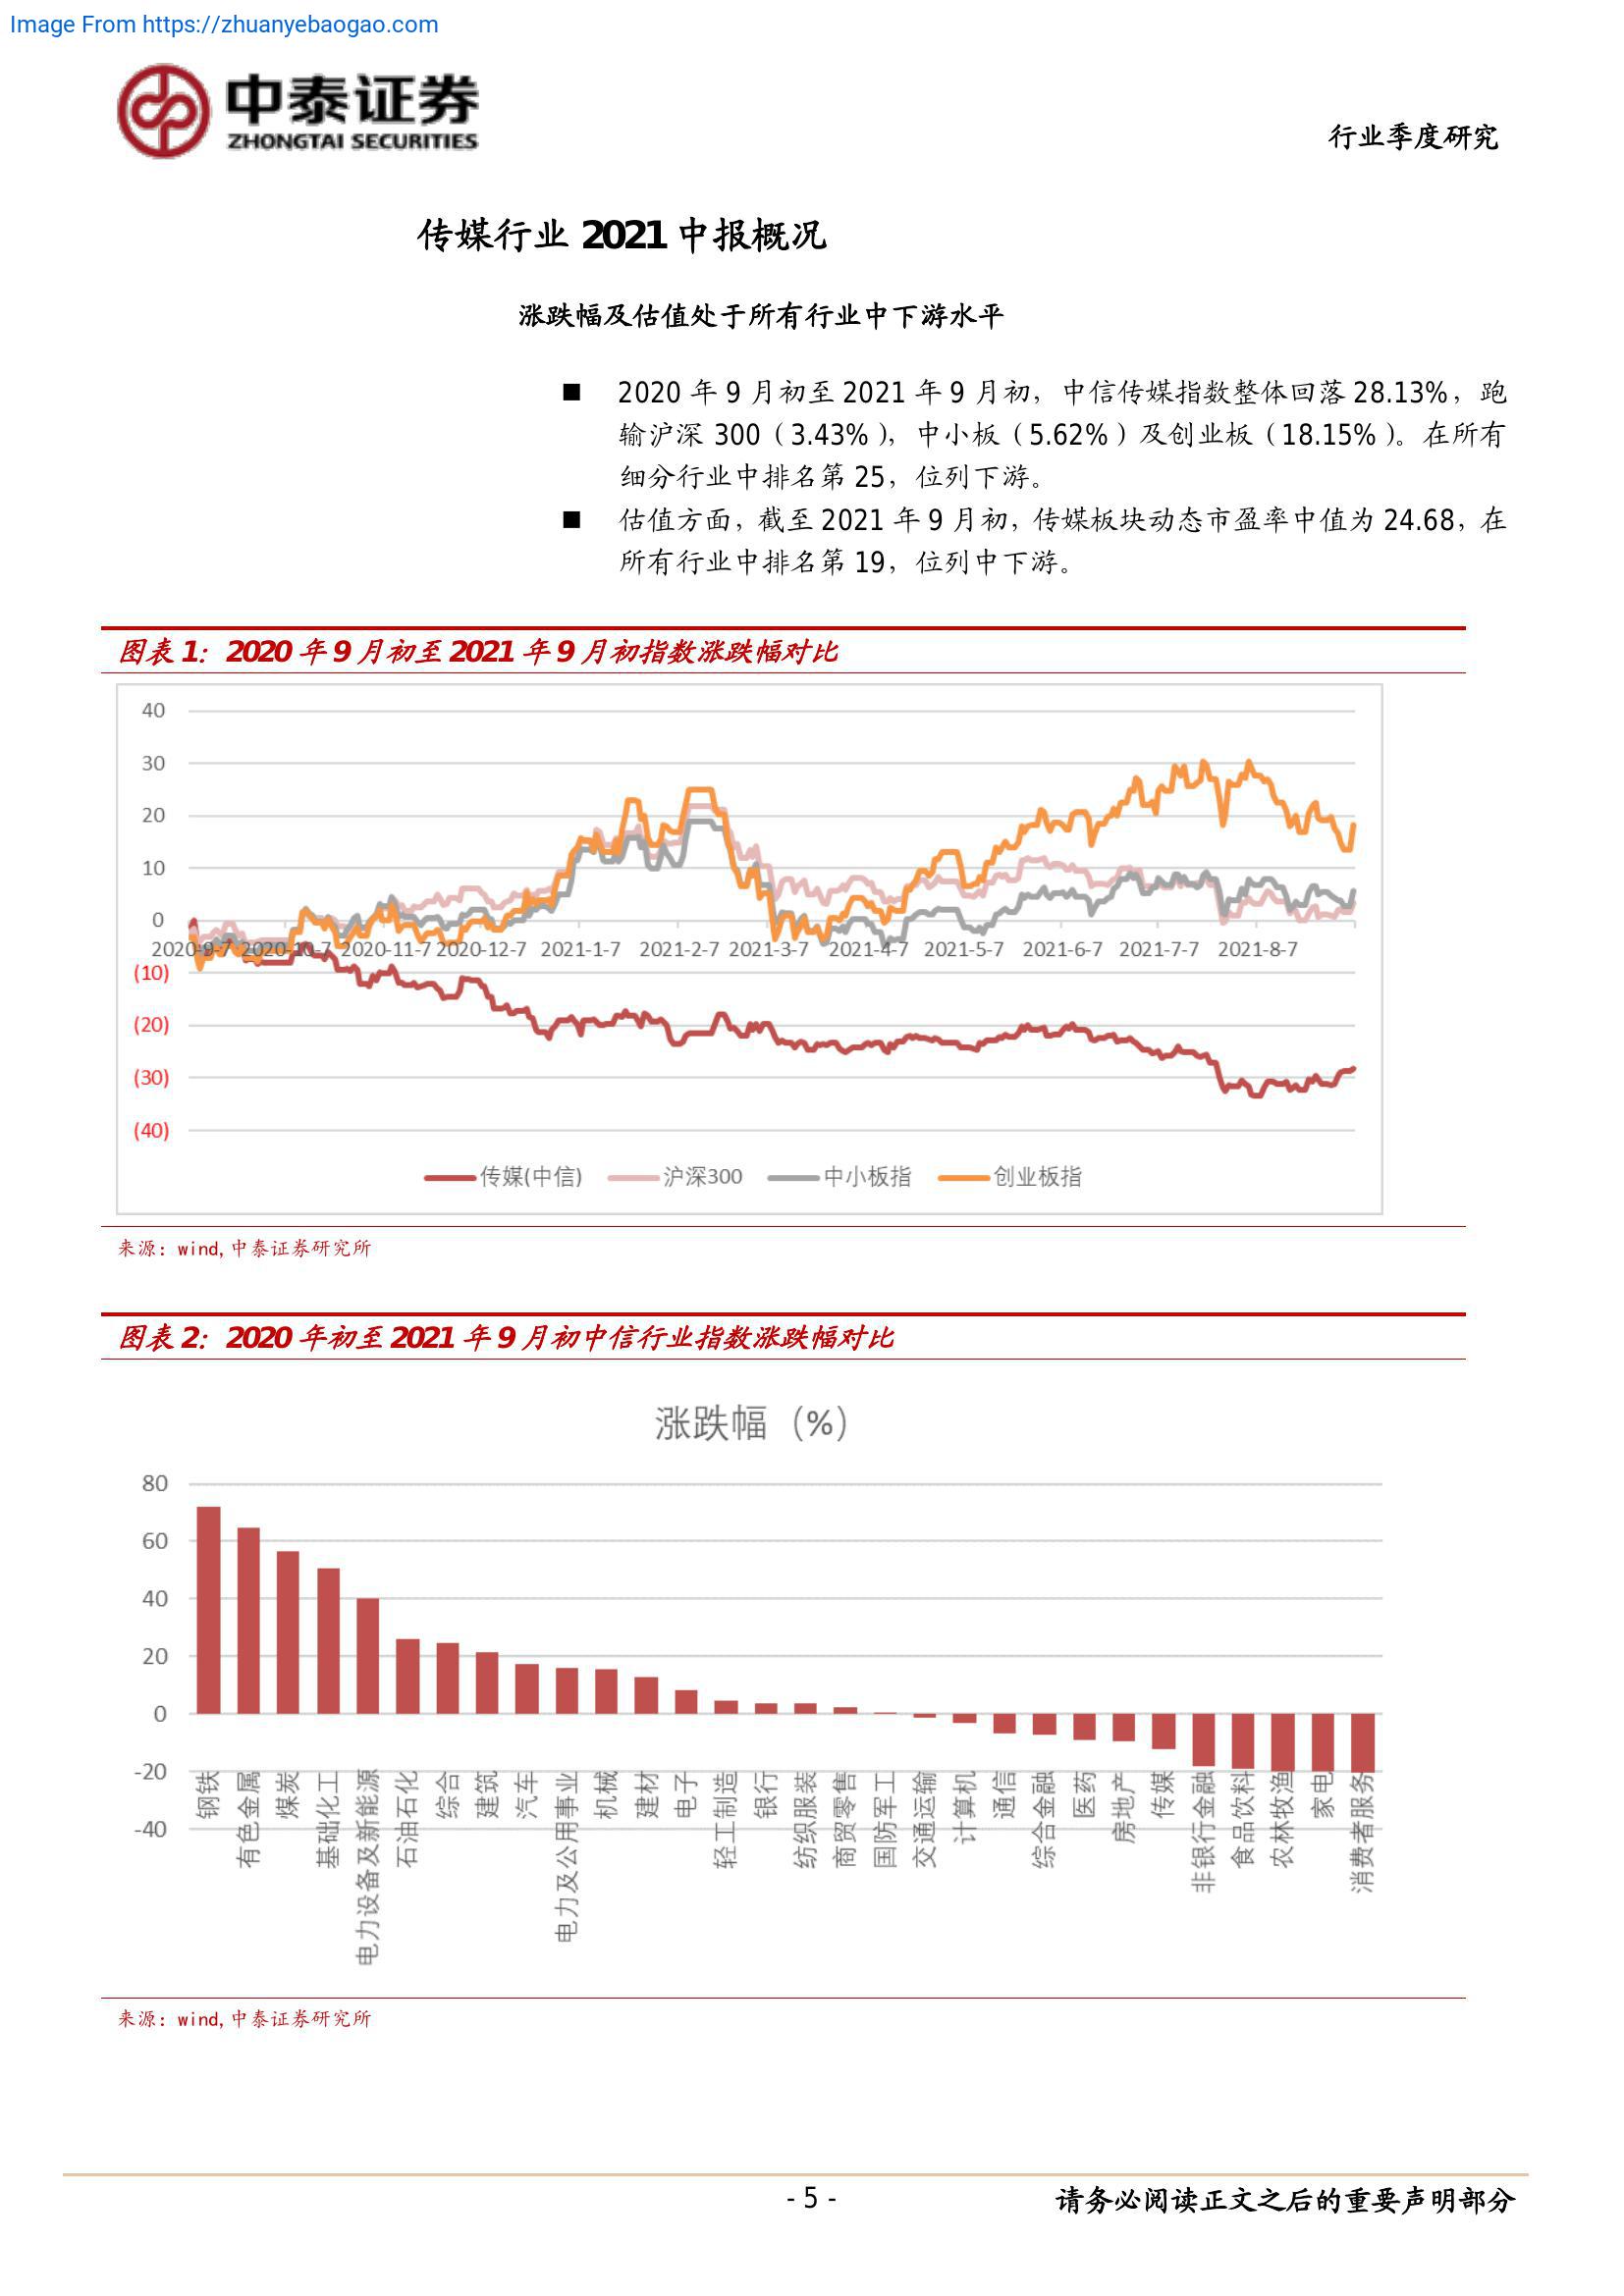 Image From https://zhuanyebaogao.com
中泰证券
ZHONGTAI SECURITIES
行业季度研究
传媒行业 2021 中报概况
涨跌幅及估值处于所有行业中下游水平
■ 2020 年 9 月初至 2021 年 9 月初，中信传媒指数整体回落 28.13%，跑
输沪深 300（3.43%），中小板（5.62%）及创业板（18.15%）。在所有
细分行业中排名第 25，位列下游。
■ 估值方面，截至 2021 年 9 月初，传媒板块动态市盈率中值为 24.68，在
所有行业中排名第 19，位列中下游。
图表 1：2020 年 9 月初至 2021 年 9 月初指数涨跌幅对比
40
30
20
10
0
(10)
(20)
(30)
(40)
2020-9-7 2020-10-7 2020-11-7 2020-12-7 2021-1-7 2021-2-7 2021-3-7 2021-4-7 2021-5-7 2021-6-7 2021-7-7 2021-8-7
传媒(中信) 沪深300 中小板指 创业板指
来源：wind,中泰证券研究所
图表 2：2020 年初至 2021 年 9 月初中信行业指数涨跌幅对比
涨跌幅（%）
80
60
40
20
0
-20
-40
钢铁
有色金属
煤炭
基础化工
电力设备及新能源
石油石化
综合
建筑
汽车
电力及公用事业
机械
建材
电子
轻工制造
银行
纺织服装
商贸零售
国防军工
交通运输
计算机
通信
综合金融
医药
房地产
传媒
非银行金融
食品饮料
农林牧渔
家电
消费者服务
来源：wind,中泰证券研究所
- 5 -
请务必阅读正文之后的重要声明部分